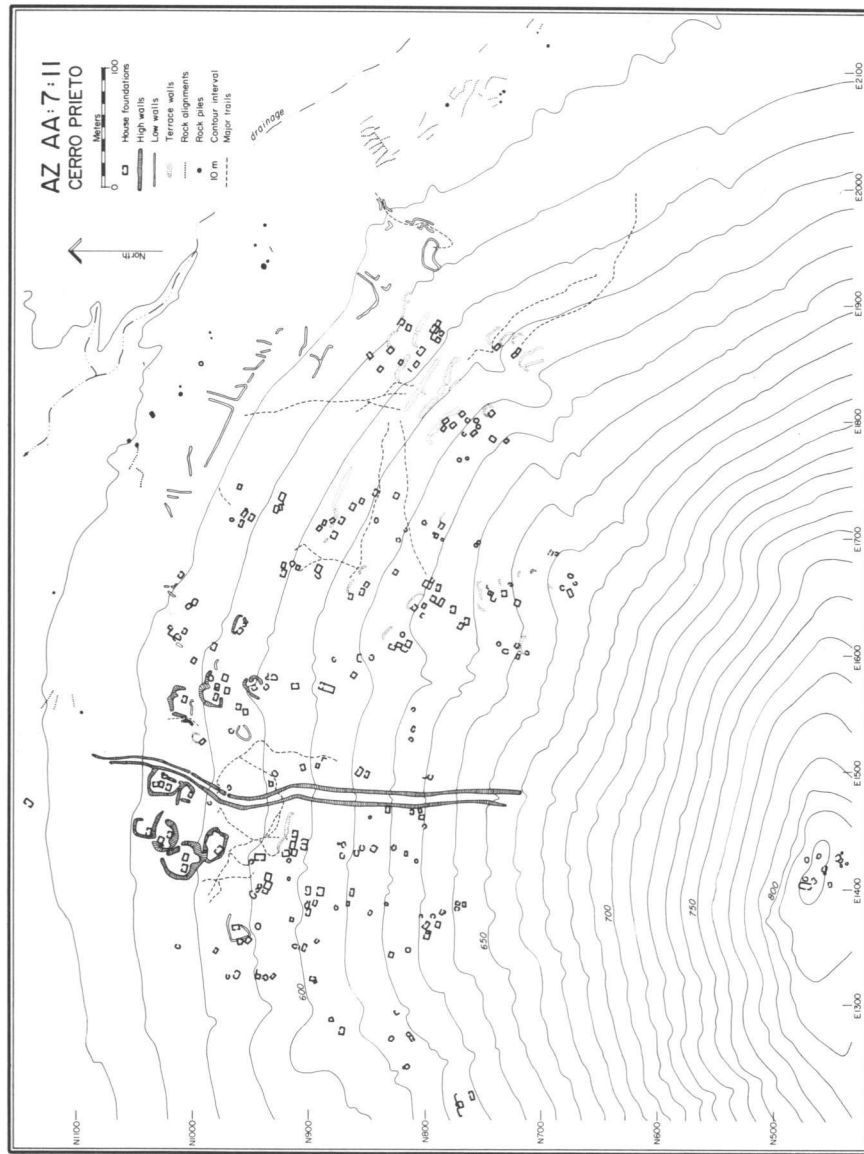 AZ AA:7:11
CERRO PRIETO
Meters
0 100
House foundations
High walls
Low walls
Terrace walls
Rock alignments
Rock piles
10 m Contour interval
Major trails
North
drainage
600
650
700
750
800
N1100
N1000
N900
N800
N700
N600
N500
E1300
E1400
E1500
E1600
E1700
E1800
E1900
E2000
E2100